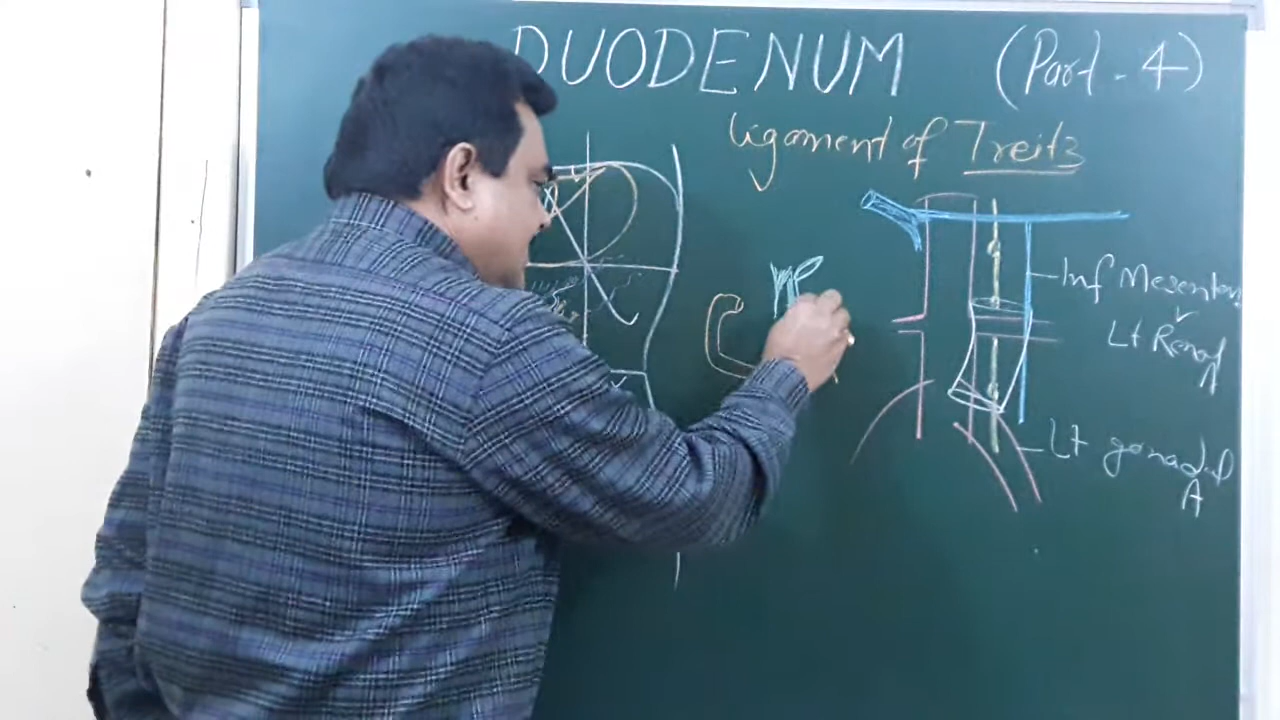 DUODENUM (Part - 4)
Ligament of Treitz
Inf Mesenteric
V
Lt Renal
A
Lt gonadal
A